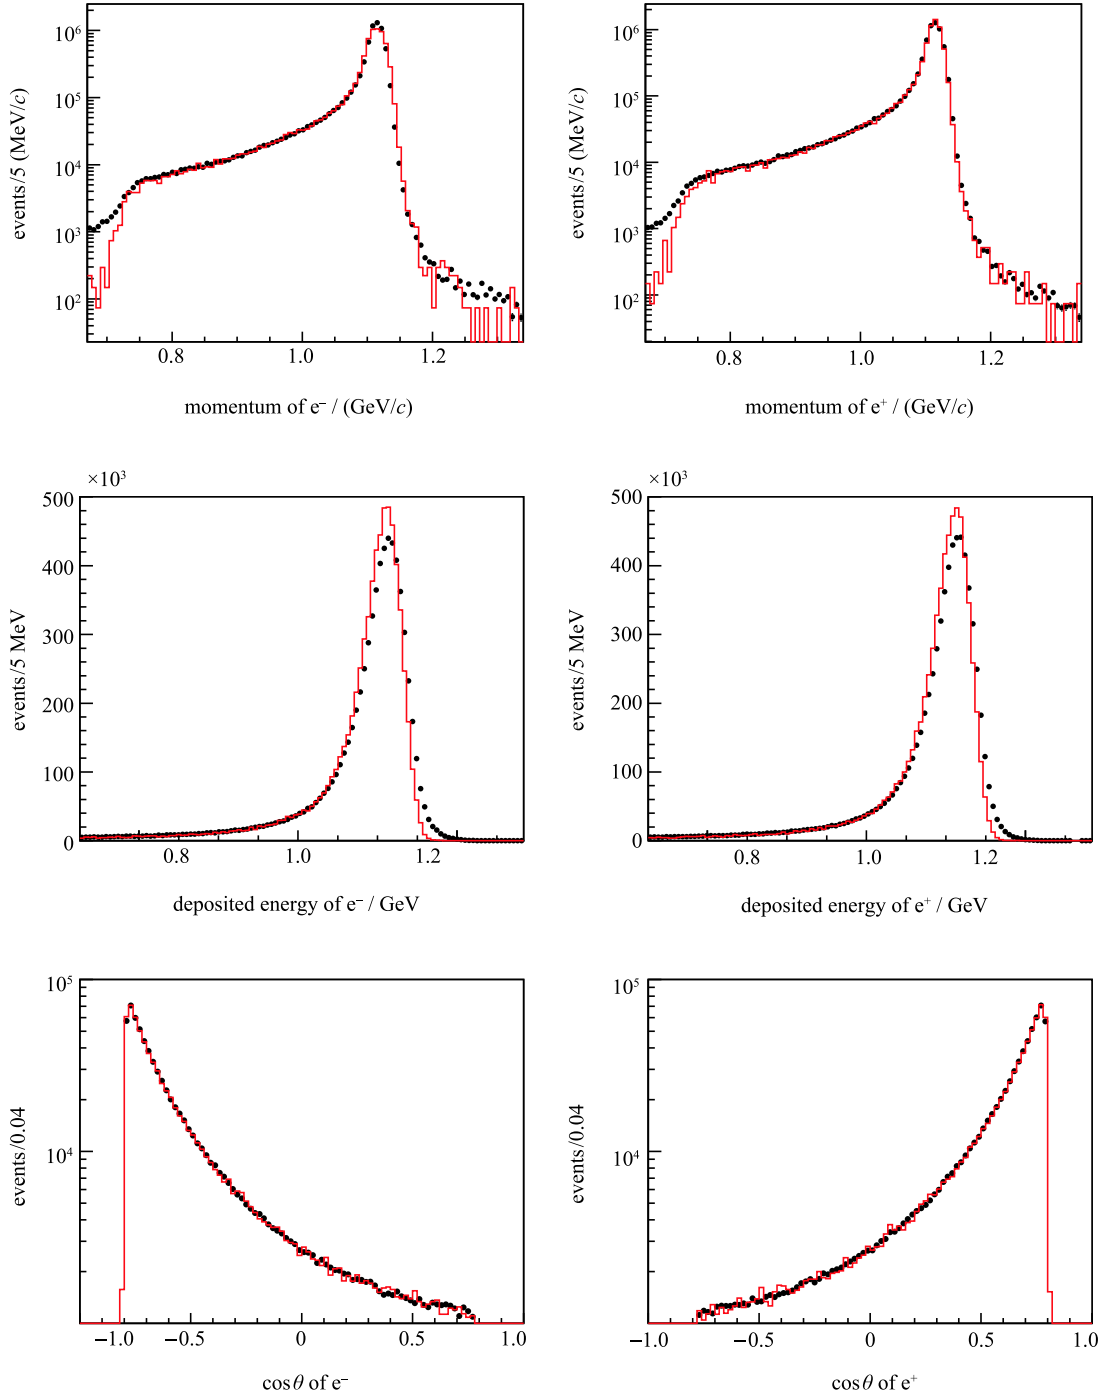 events/5 (MeV/c)
10⁶
10⁵
10⁴
10³
10²
0.8 1.0 1.2
momentum of e⁻ / (GeV/c)
events/5 (MeV/c)
10⁶
10⁵
10⁴
10³
10²
0.8 1.0 1.2
momentum of e⁺ / (GeV/c)
×10³
events/5 MeV
500
400
300
200
100
0
0.8 1.0 1.2
deposited energy of e⁻ / GeV
×10³
events/5 MeV
500
400
300
200
100
0
0.8 1.0 1.2
deposited energy of e⁺ / GeV
events/0.04
10⁵
10⁴
−1.0 −0.5 0 0.5 1.0
cosθ of e⁻
events/0.04
10⁵
10⁴
−1.0 −0.5 0 0.5 1.0
cosθ of e⁺